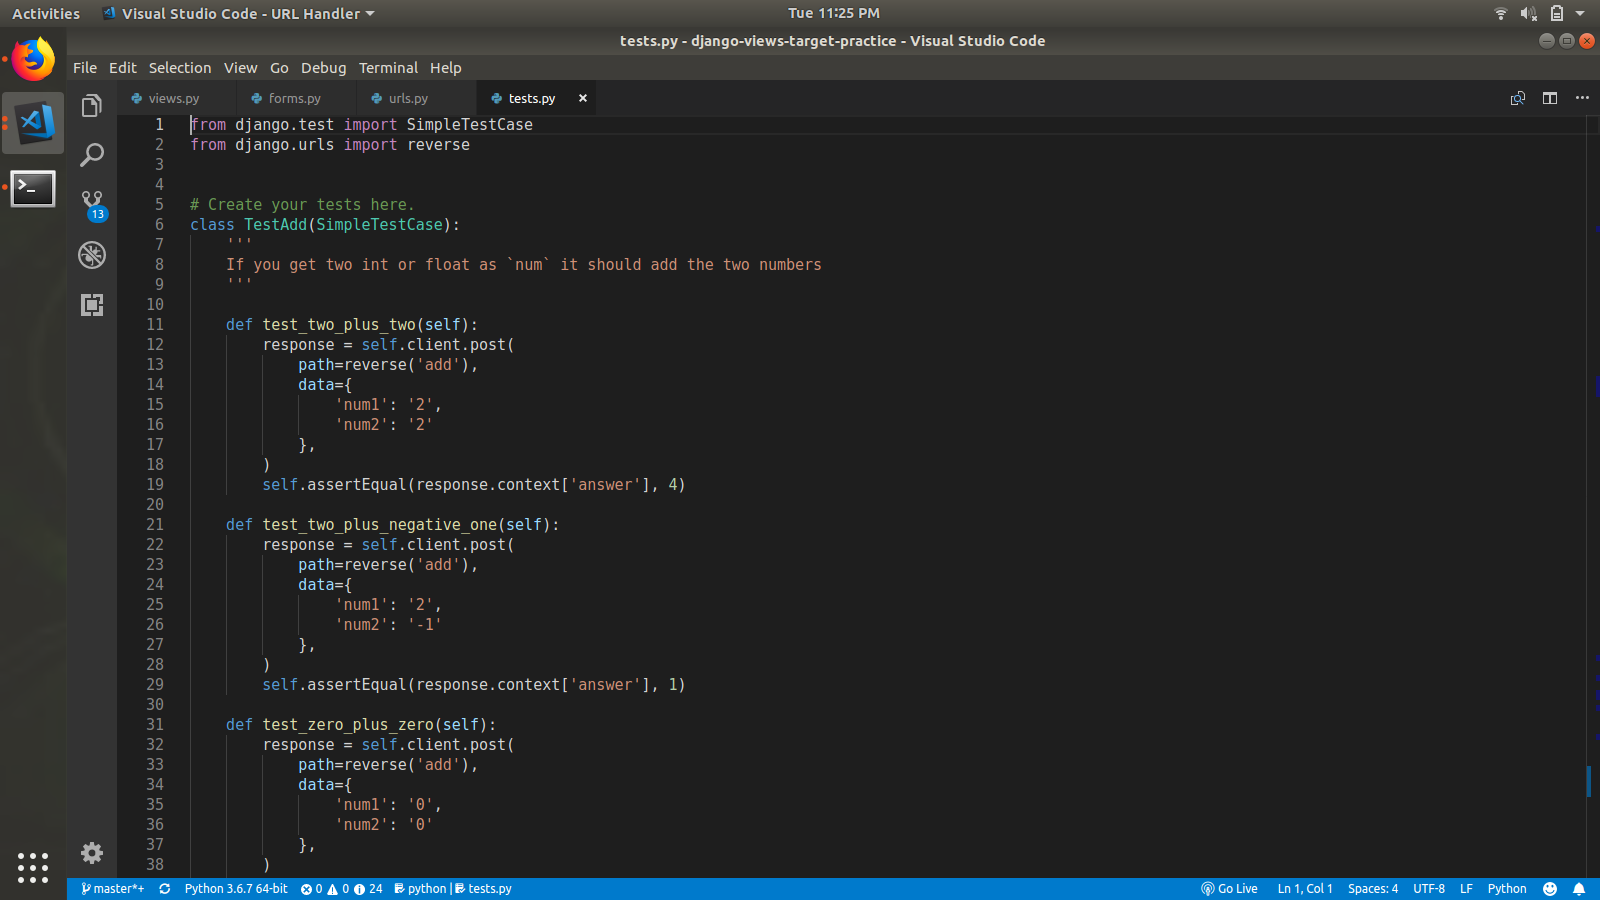 Activities Visual Studio Code - URL Handler Tue 11:25 PM
tests.py - django-views-target-practice - Visual Studio Code
File Edit Selection View Go Debug Terminal Help
views.py forms.py urls.py tests.py ×
1 from django.test import SimpleTestCase
2 from django.urls import reverse
3
4
5 # Create your tests here.
6 class TestAdd(SimpleTestCase):
7 '''
8 If you get two int or float as `num` it should add the two numbers
9 '''
10
11 def test_two_plus_two(self):
12 response = self.client.post(
13 path=reverse('add'),
14 data={
15 'num1': '2',
16 'num2': '2'
17 },
18 )
19 self.assertEqual(response.context['answer'], 4)
20
21 def test_two_plus_negative_one(self):
22 response = self.client.post(
23 path=reverse('add'),
24 data={
25 'num1': '2',
26 'num2': '-1'
27 },
28 )
29 self.assertEqual(response.context['answer'], 1)
30
31 def test_zero_plus_zero(self):
32 response = self.client.post(
33 path=reverse('add'),
34 data={
35 'num1': '0',
36 'num2': '0'
37 },
38 )
13
master*+ Python 3.6.7 64-bit 0 0 24 python | tests.py Go Live Ln 1, Col 1 Spaces: 4 UTF-8 LF Python